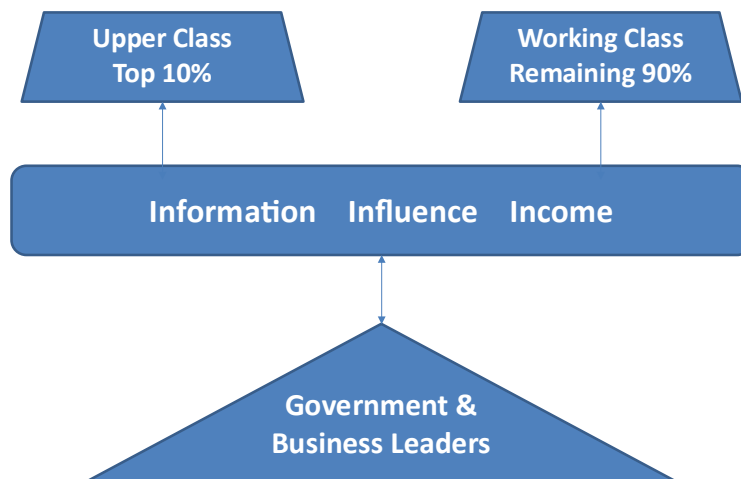 Upper Class
Top 10%
Working Class
Remaining 90%
Information Influence Income
Government &
Business Leaders